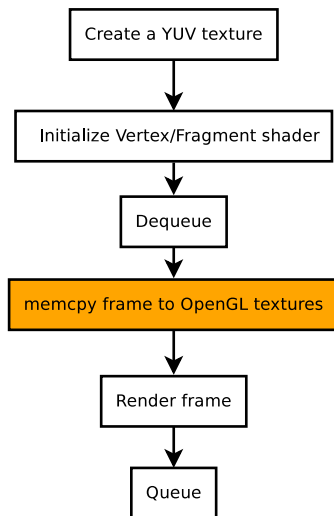 Create a YUV texture
Initialize Vertex/Fragment shader
Dequeue
memcpy frame to OpenGL textures
Render frame
Queue